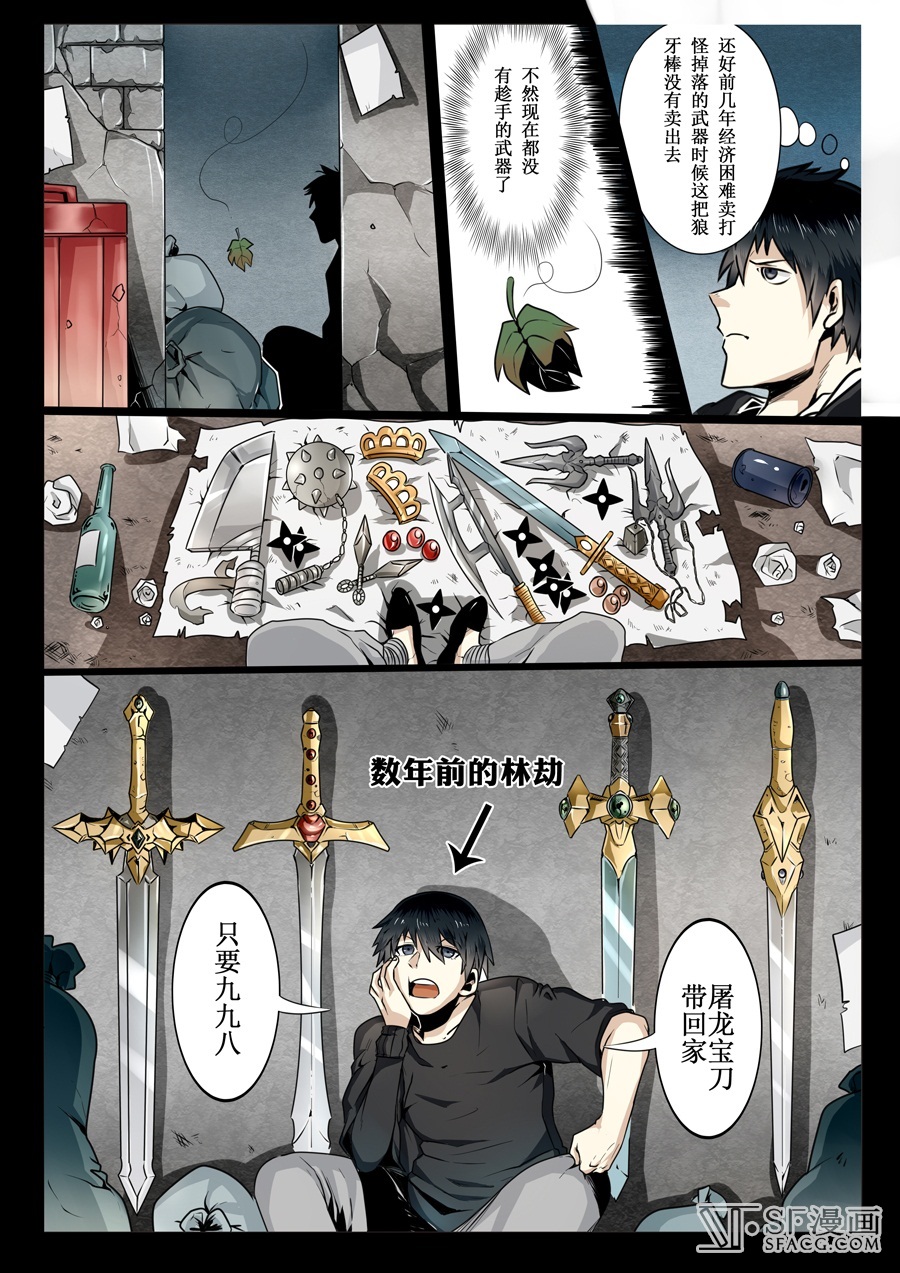 还好前几年经济困难卖打
怪掉落的武器时候这把狼
牙棒没有卖出去
不然现在都没
有趁手的武器了
数年前的林劫
屠龙宝刀
带回家
只要九九八
SF漫画
SFACG.COM